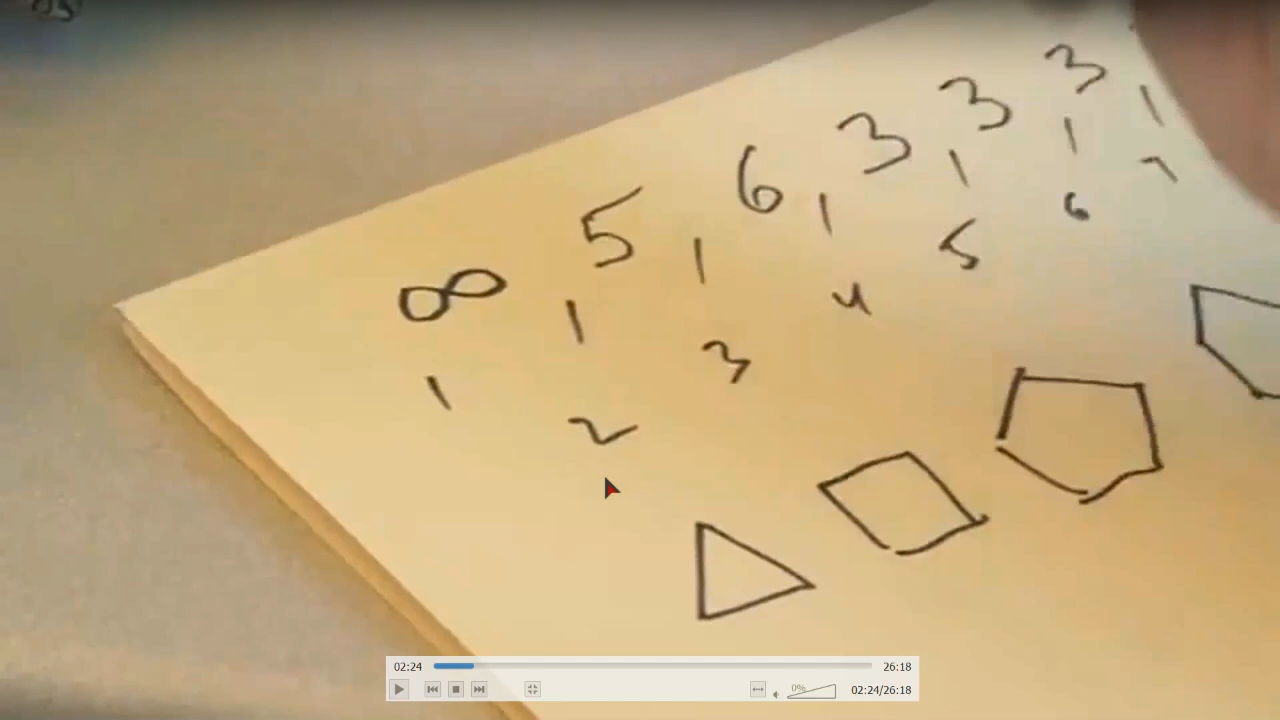 ∞ 5 6 3 3 3
1 1 1 1 1 1 1
2 3 4 5 6 7
02:24 26:18
0% 02:24/26:18